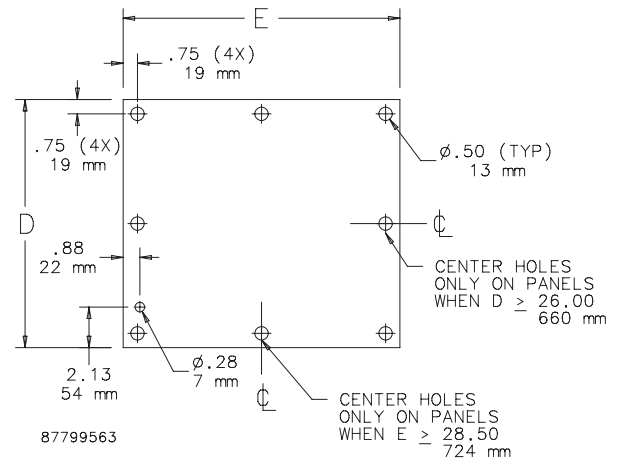 E
.75 (4X)
19 mm
.75 (4X)
19 mm
Ø.50 (TYP)
13 mm
D
CL
.88
22 mm
CENTER HOLES
ONLY ON PANELS
WHEN D ≥ 26.00
660 mm
Ø.28
7 mm
2.13
54 mm
CL
CENTER HOLES
ONLY ON PANELS
WHEN E ≥ 28.50
724 mm
87799563